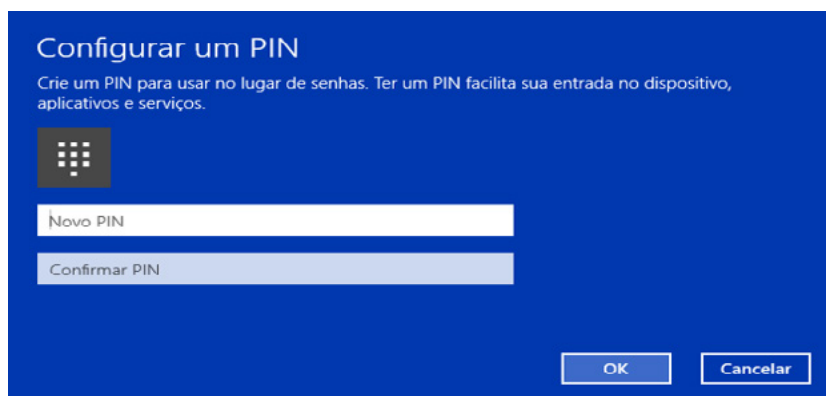 Configurar um PIN
Crie um PIN para usar no lugar de senhas. Ter um PIN facilita sua entrada no dispositivo,
aplicativos e serviços.
Novo PIN
Confirmar PIN
OK
Cancelar